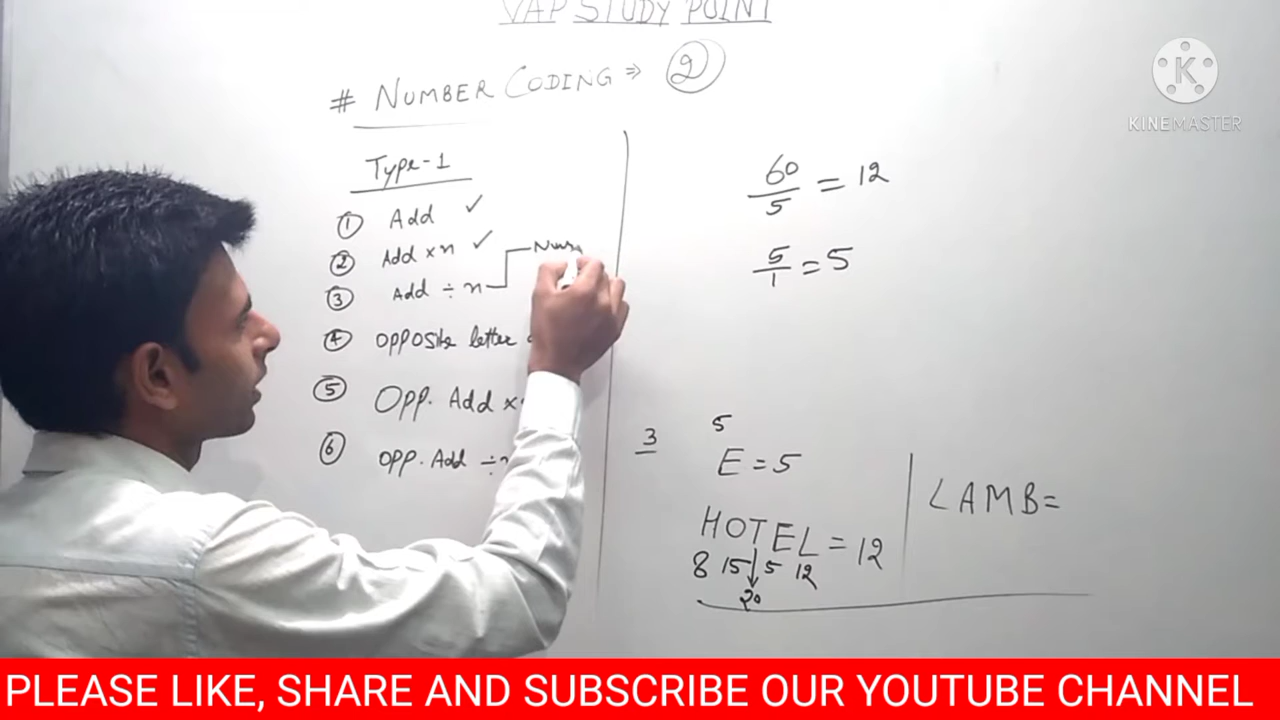 VAP STUDY POINT
# NUMBER CODING ⇒ 2
Type-1
① Add ✓
② Add × n ✓
③ Add ÷ n
④ Opposite letter
⑤ Opp. Add ×
⑥ Opp. Add ÷
60/5 = 12
5/1 = 5
3
5
E = 5
HOTEL = 12
8 15 5 12
20
LAMB =
K
KINEMASTER
PLEASE LIKE, SHARE AND SUBSCRIBE OUR YOUTUBE CHANNEL